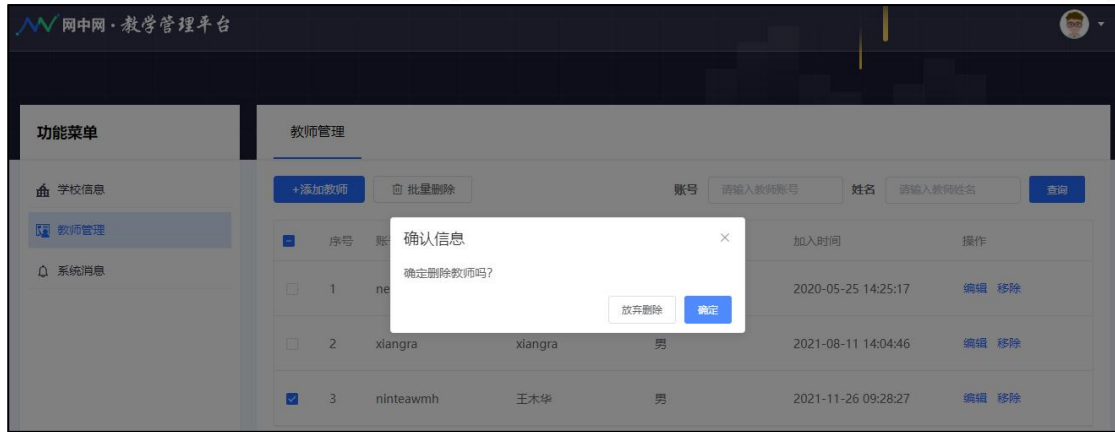 网中网·教学管理平台
功能菜单
学校信息
教师管理
系统消息
教师管理
+添加教师 批量删除 账号 请输入教师账号 姓名 请输入教师姓名 查询
序号 加入时间 操作
确认信息
确定删除教师吗?
放弃删除 确定
1 ne 2020-05-25 14:25:17 编辑 移除
2 xiangra xiangra 男 2021-08-11 14:04:46 编辑 移除
3 ninteawmh 王木华 男 2021-11-26 09:28:27 编辑 移除